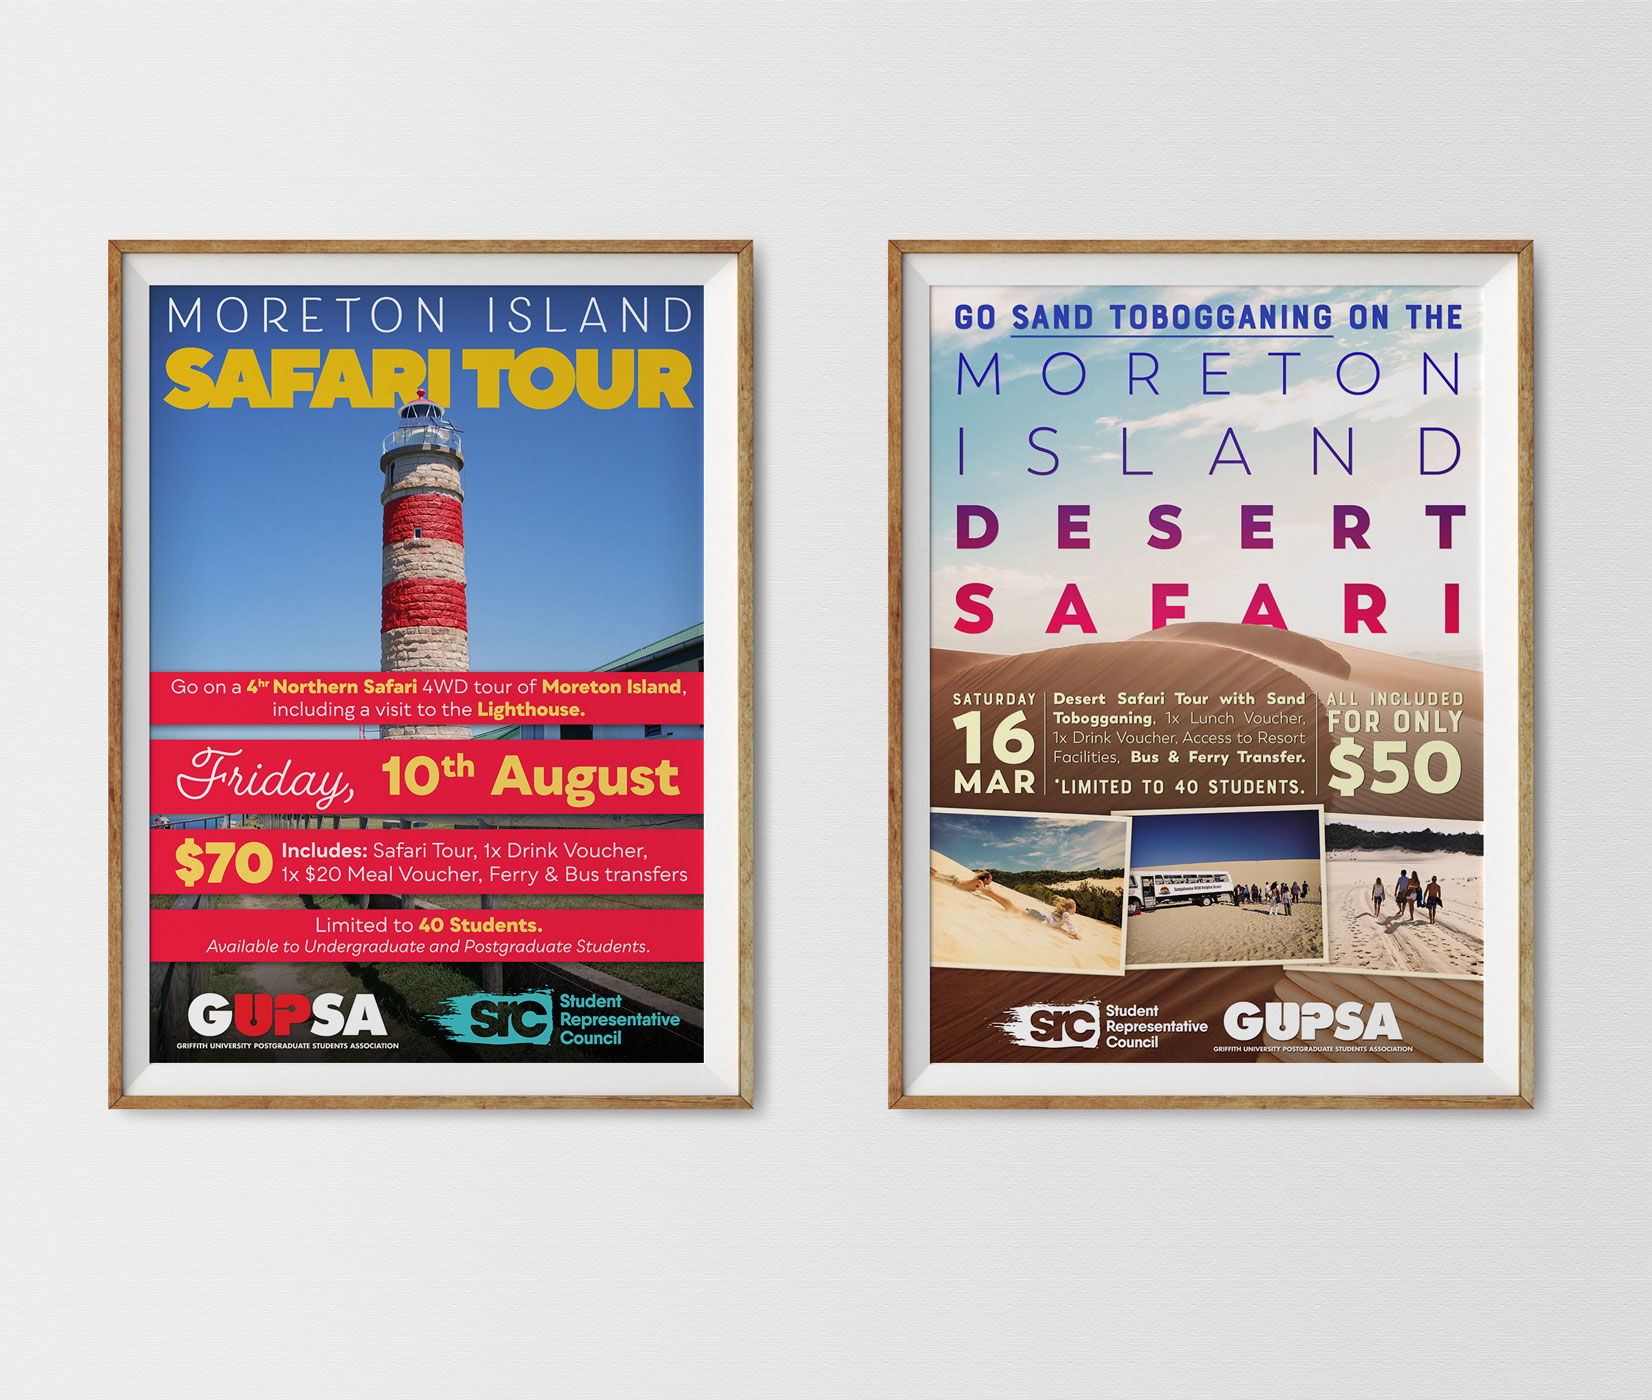 MORETON ISLAND
SAFARI TOUR
Go on a 4hr Northern Safari 4WD tour of Moreton Island,
including a visit to the Lighthouse.
Friday, 10th August
$70 Includes: Safari Tour, 1x Drink Voucher,
1x $20 Meal Voucher, Ferry & Bus transfers
Limited to 40 Students.
Available to Undergraduate and Postgraduate Students.
GUPSA
GRIFFITH UNIVERSITY POSTGRADUATE STUDENTS ASSOCIATION
src
Student
Representative
Council
GO SAND TOBOGGANING ON THE
MORETON
ISLAND
DESERT
SAFARI
SATURDAY
16
MAR
Desert Safari Tour with Sand
Tobogganing, 1x Lunch Voucher,
1x Drink Voucher, Access to Resort
Facilities, Bus & Ferry Transfer.
*LIMITED TO 40 STUDENTS.
ALL INCLUDED
FOR ONLY
$50
Tangalooma Wild Dolphin Resort
src
Student
Representative
Council
GUPSA
GRIFFITH UNIVERSITY POSTGRADUATE STUDENTS ASSOCIATION